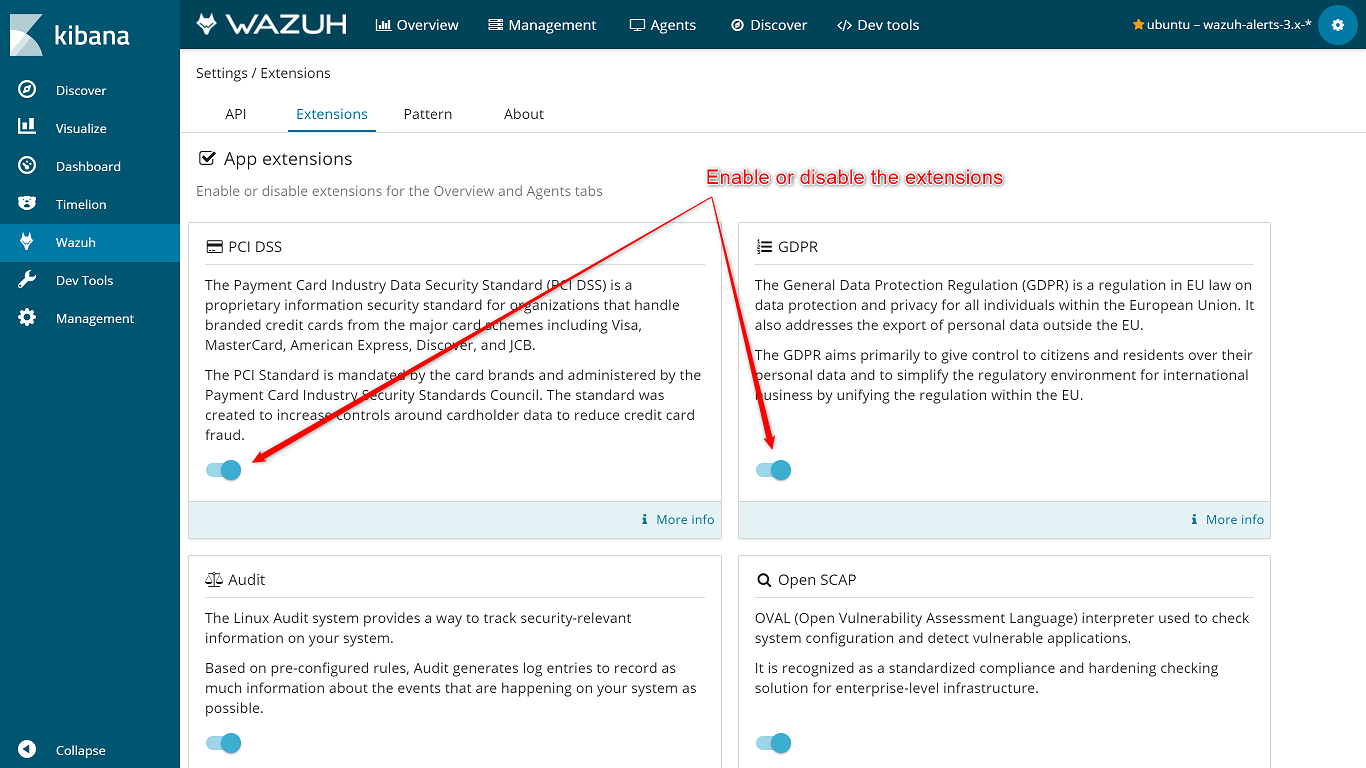 kibana
Discover
Visualize
Dashboard
Timelion
Wazuh
Dev Tools
Management
Collapse
WAZUH
Overview
Management
Agents
Discover
Dev tools
ubuntu – wazuh-alerts-3.x-*
Settings / Extensions
API
Extensions
Pattern
About
App extensions
Enable or disable extensions for the Overview and Agents tabs
Enable or disable the extensions
PCI DSS
The Payment Card Industry Data Security Standard (PCI DSS) is a
proprietary information security standard for organizations that handle
branded credit cards from the major card schemes including Visa,
MasterCard, American Express, Discover, and JCB.
The PCI Standard is mandated by the card brands and administered by the
Payment Card Industry Security Standards Council. The standard was
created to increase controls around cardholder data to reduce credit card
fraud.
More info
GDPR
The General Data Protection Regulation (GDPR) is a regulation in EU law on
data protection and privacy for all individuals within the European Union. It
also addresses the export of personal data outside the EU.
The GDPR aims primarily to give control to citizens and residents over their
personal data and to simplify the regulatory environment for international
business by unifying the regulation within the EU.
More info
Audit
The Linux Audit system provides a way to track security-relevant
information on your system.
Based on pre-configured rules, Audit generates log entries to record as
much information about the events that are happening on your system as
possible.
Open SCAP
OVAL (Open Vulnerability Assessment Language) interpreter used to check
system configuration and detect vulnerable applications.
It is recognized as a standardized compliance and hardening checking
solution for enterprise-level infrastructure.